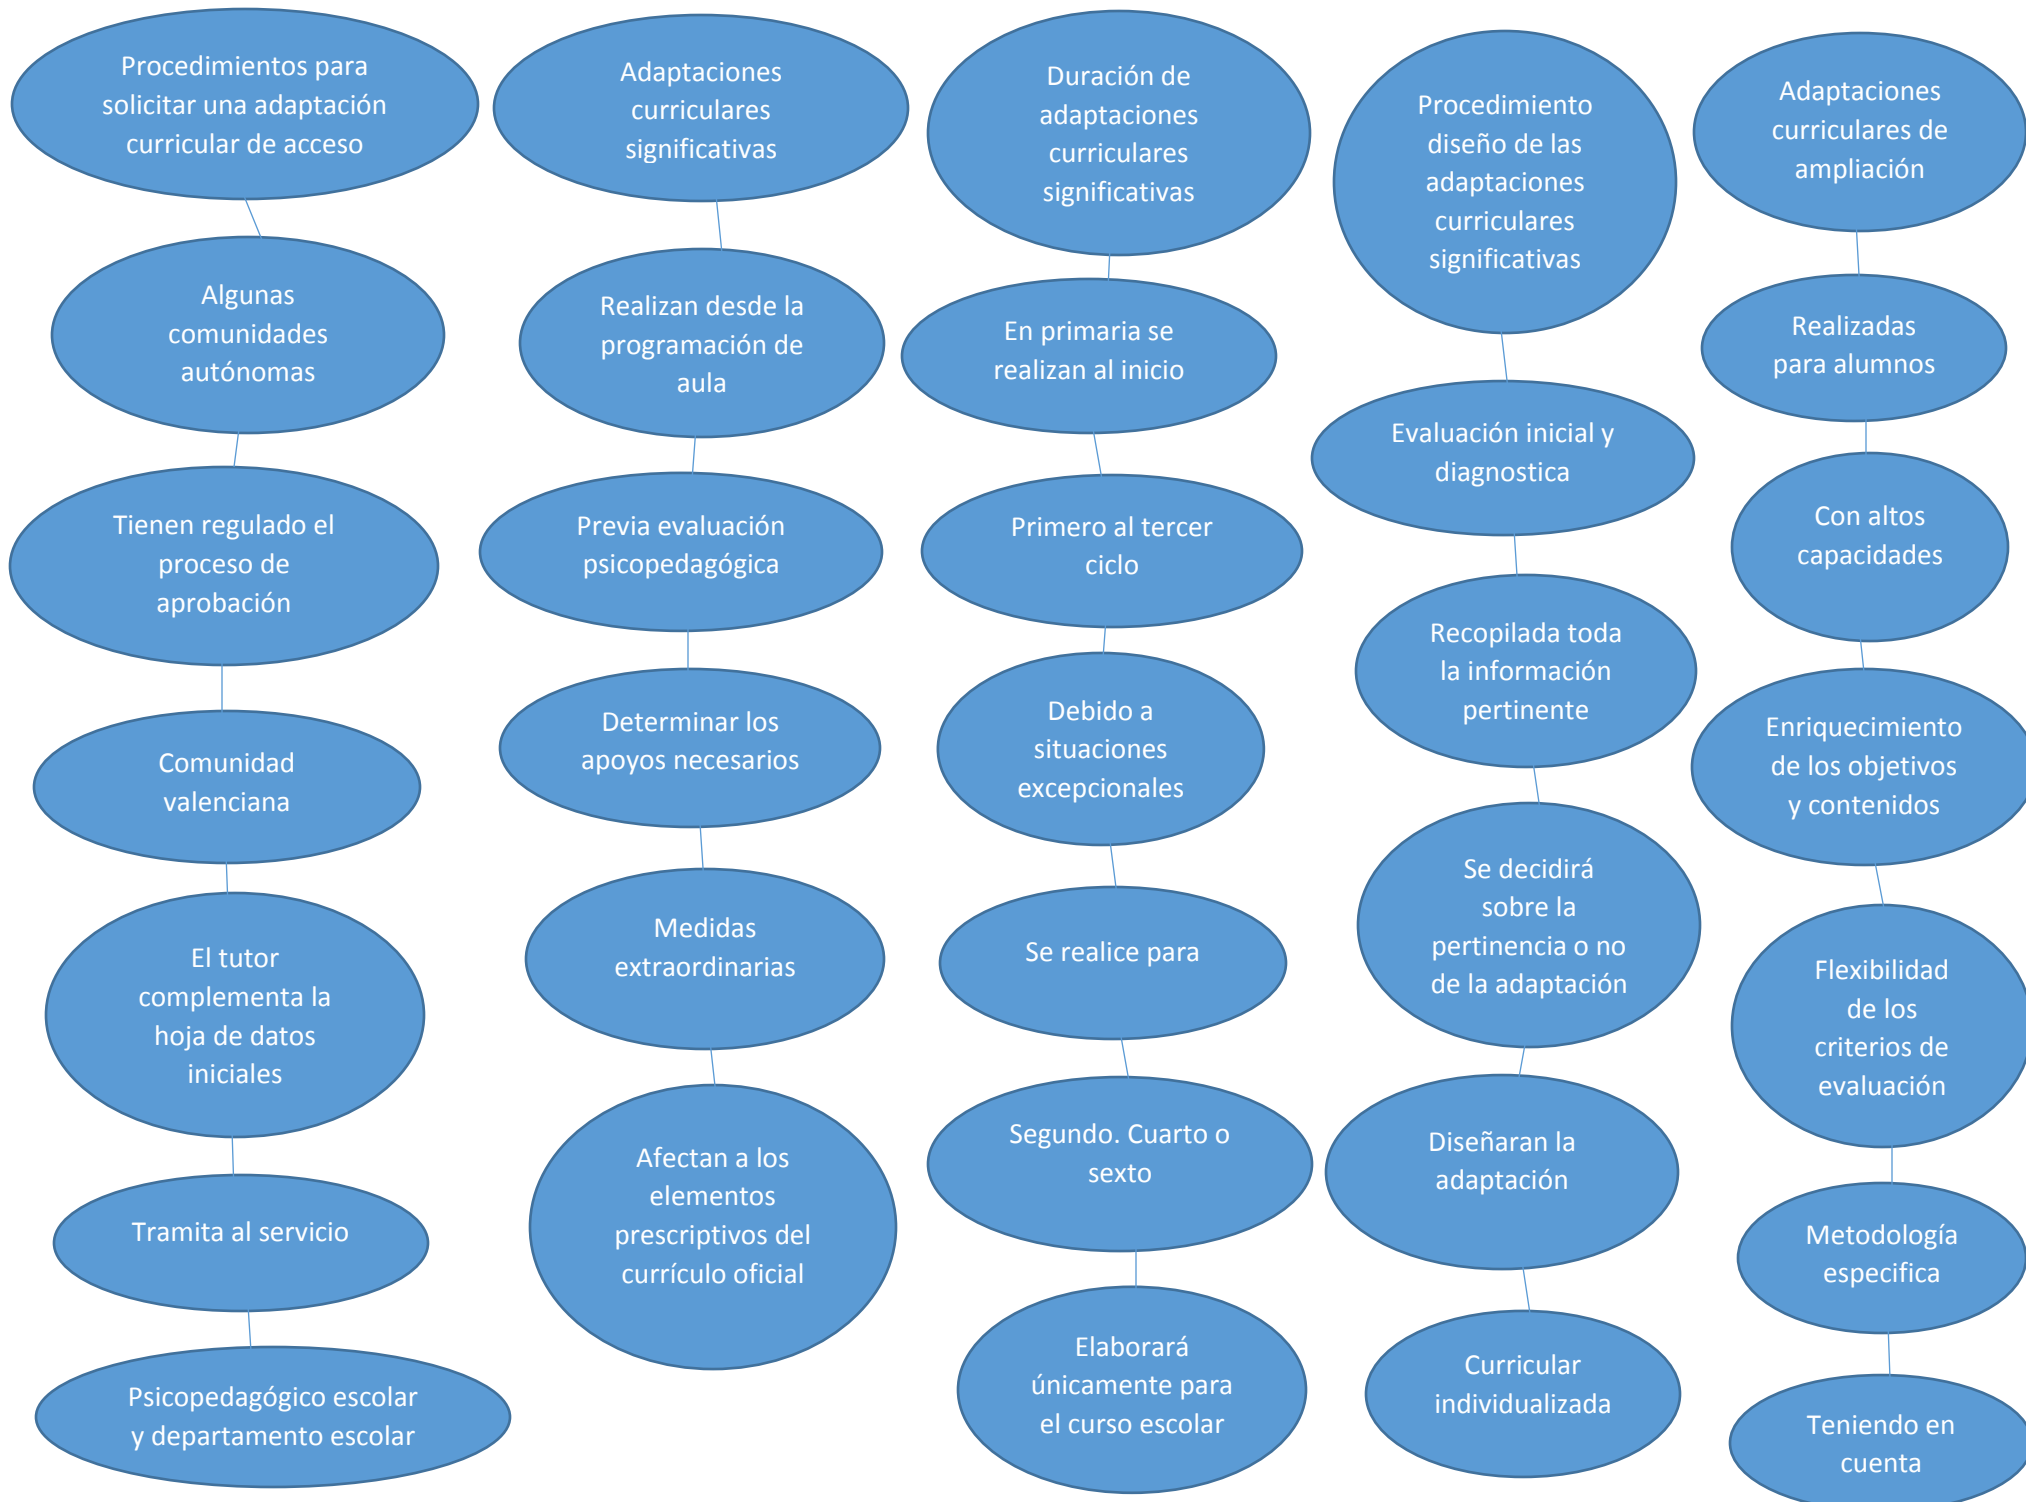 Procedimientos para
solicitar una adaptación
curricular de acceso
Algunas
comunidades
autónomas
Tienen regulado el
proceso de
aprobación
Comunidad
valenciana
El tutor
complementa la
hoja de datos
iniciales
Tramita al servicio
Psicopedagógico escolar
y departamento escolar
Adaptaciones
curriculares
significativas
Realizan desde la
programación de
aula
Previa evaluación
psicopedagógica
Determinar los
apoyos necesarios
Medidas
extraordinarias
Afectan a los
elementos
prescriptivos del
currículo oficial
Duración de
adaptaciones
curriculares
significativas
En primaria se
realizan al inicio
Primero al tercer
ciclo
Debido a
situaciones
excepcionales
Se realice para
Segundo. Cuarto o
sexto
Elaborará
únicamente para
el curso escolar
Procedimiento
diseño de las
adaptaciones
curriculares
significativas
Evaluación inicial y
diagnostica
Recopilada toda
la información
pertinente
Se decidirá
sobre la
pertinencia o no
de la adaptación
Diseñaran la
adaptación
Curricular
individualizada
Adaptaciones
curriculares de
ampliación
Realizadas
para alumnos
Con altos
capacidades
Enriquecimiento
de los objetivos
y contenidos
Flexibilidad
de los
criterios de
evaluación
Metodología
especifica
Teniendo en
cuenta